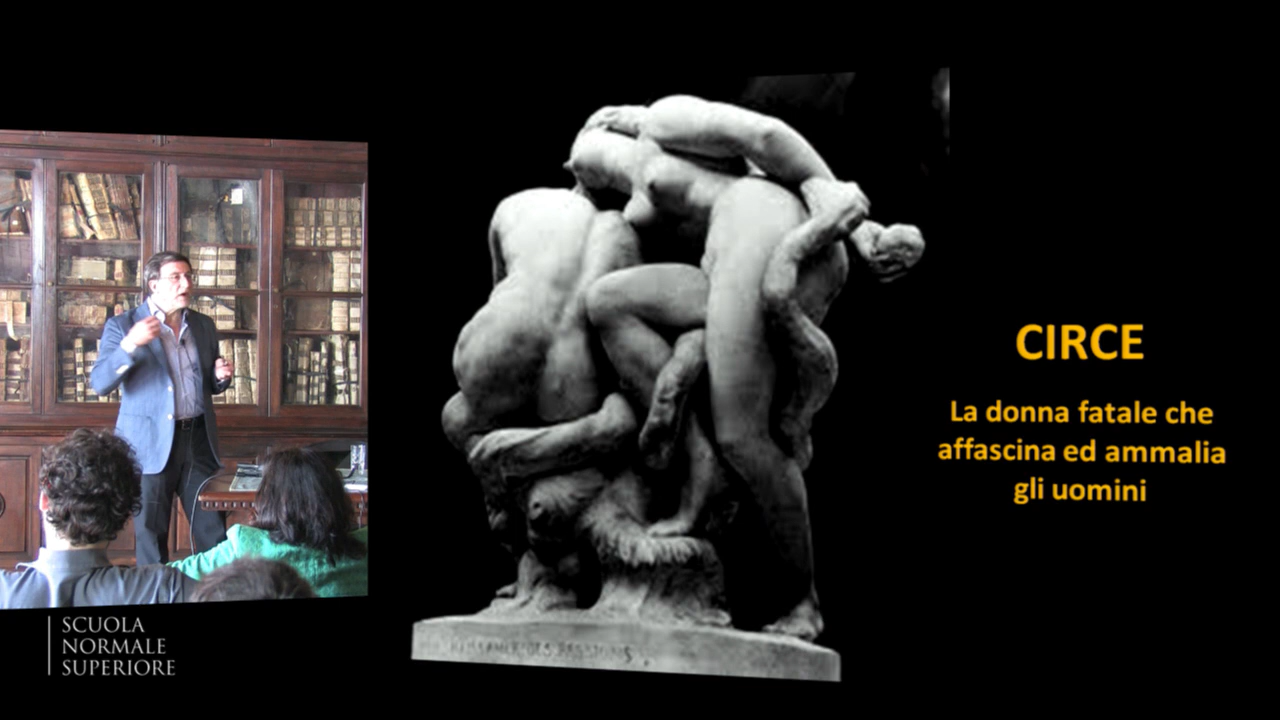 CIRCE
La donna fatale che
affascina ed ammalia
gli uomini
SCUOLA
NORMALE
SUPERIORE